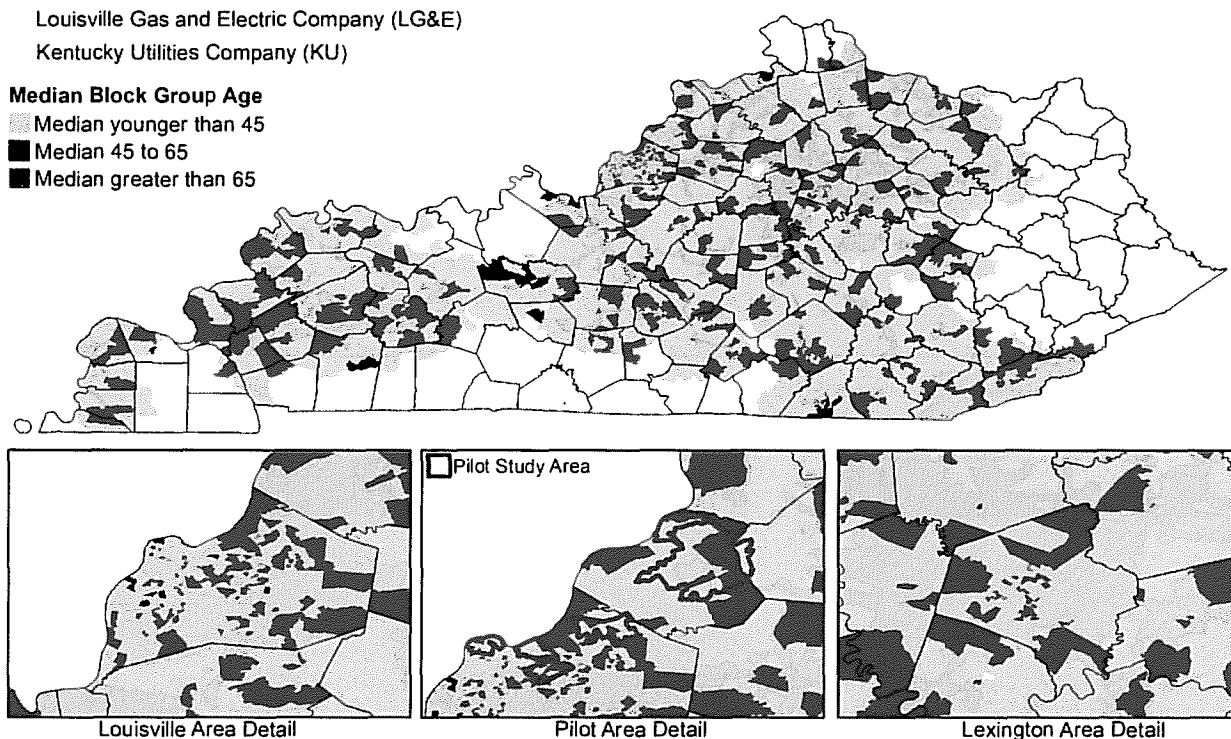 Louisville Gas and Electric Company (LG&E)
Kentucky Utilities Company (KU)
Median Block Group Age
Median younger than 45
Median 45 to 65
Median greater than 65
Pilot Study Area
Louisville Area Detail
Pilot Area Detail
Lexington Area Detail